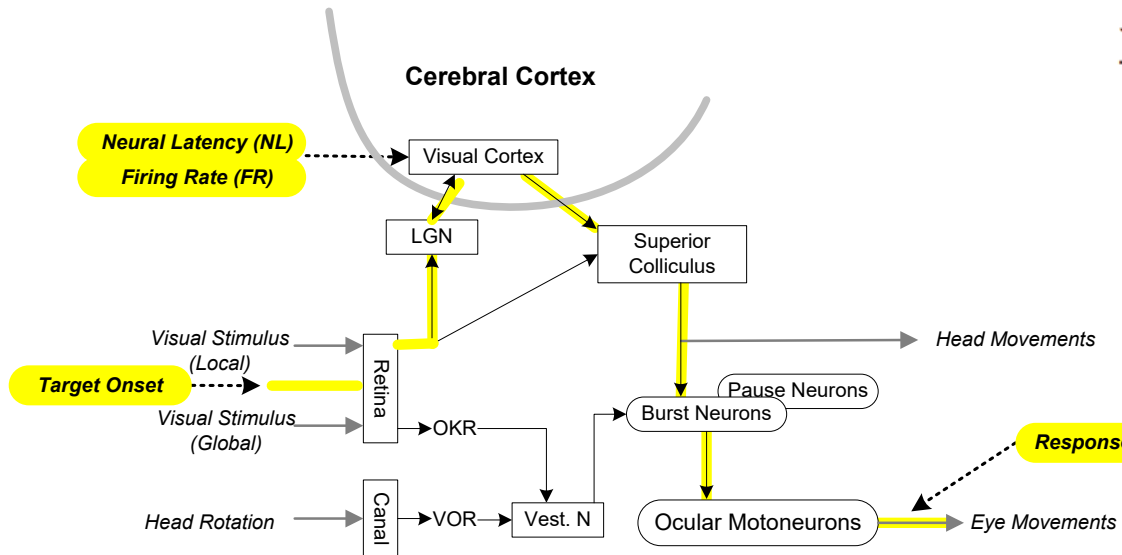 Cerebral Cortex
Neural Latency (NL)
Firing Rate (FR)
Visual Cortex
LGN
Superior
Colliculus
Visual Stimulus
(Local)
Retina
Head Movements
Target Onset
Pause Neurons
Burst Neurons
Visual Stimulus
(Global)
OKR
Canal
Head Rotation
VOR
Vest. N
Ocular Motoneurons
Eye Movements